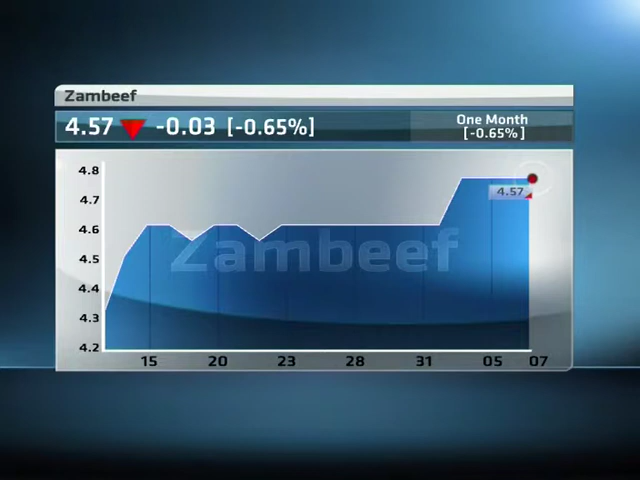 Zambeef
4.57 -0.03 [-0.65%]
One Month
[-0.65%]
4.8
4.7
4.6
4.5
4.4
4.3
4.2
4.57
Zambeef
15 20 23 28 31 05 07